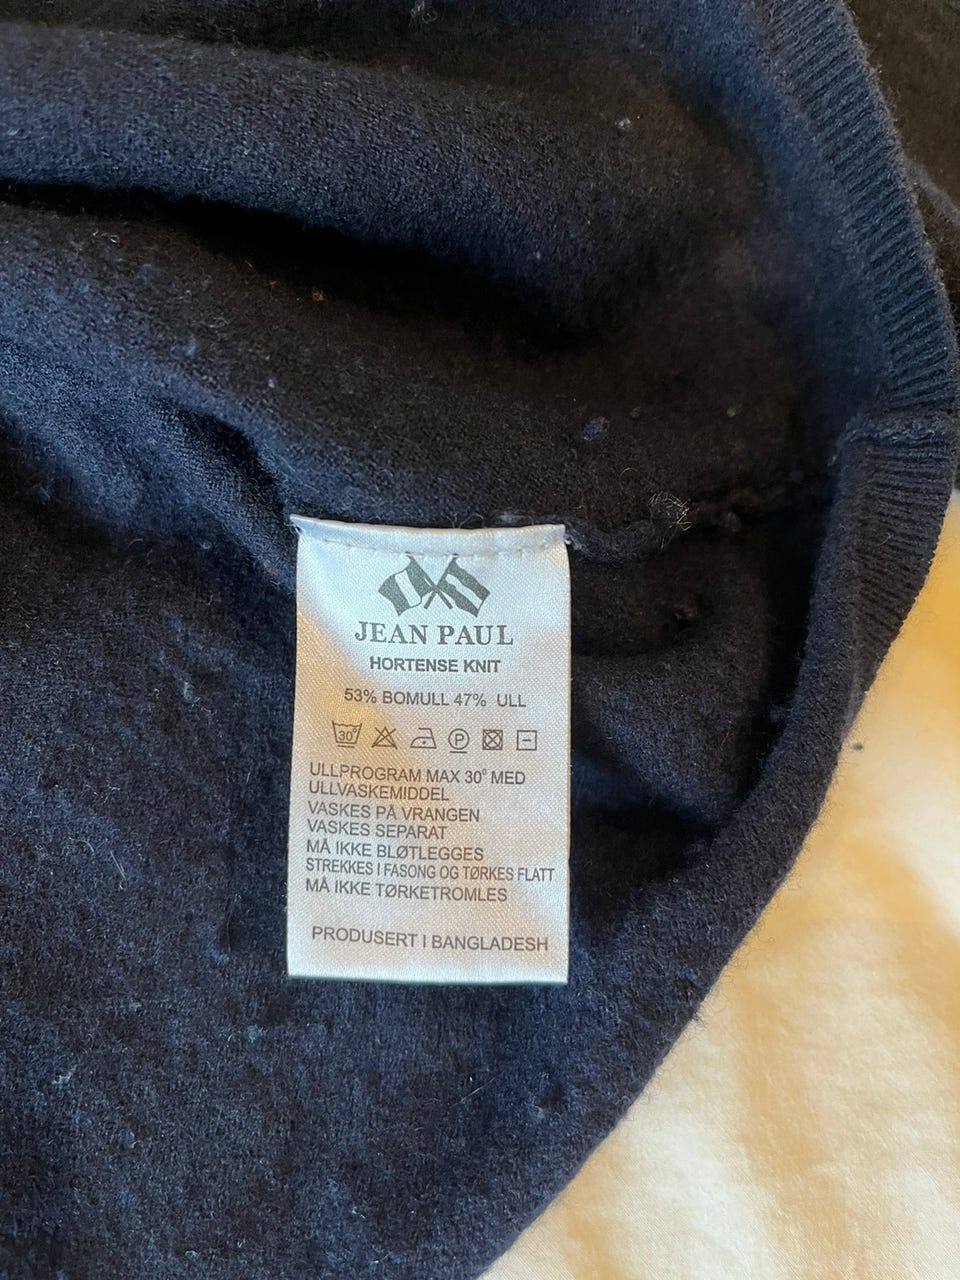 JEAN PAUL
HORTENSE KNIT
53% BOMULL 47% ULL
30°
P
ULLPROGRAM MAX 30° MED
ULLVASKEMIDDEL
VASKES PÅ VRANGEN
VASKES SEPARAT
MÅ IKKE BLØTLEGGES
STREKKES I FASONG OG TØRKES FLATT
MÅ IKKE TØRKETROMLES
PRODUSERT I BANGLADESH